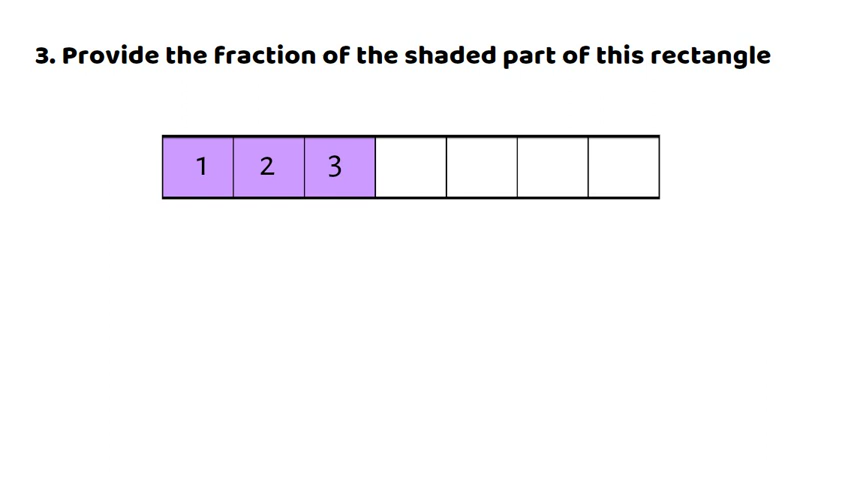 3. Provide the fraction of the shaded part of this rectangle
1 2 3